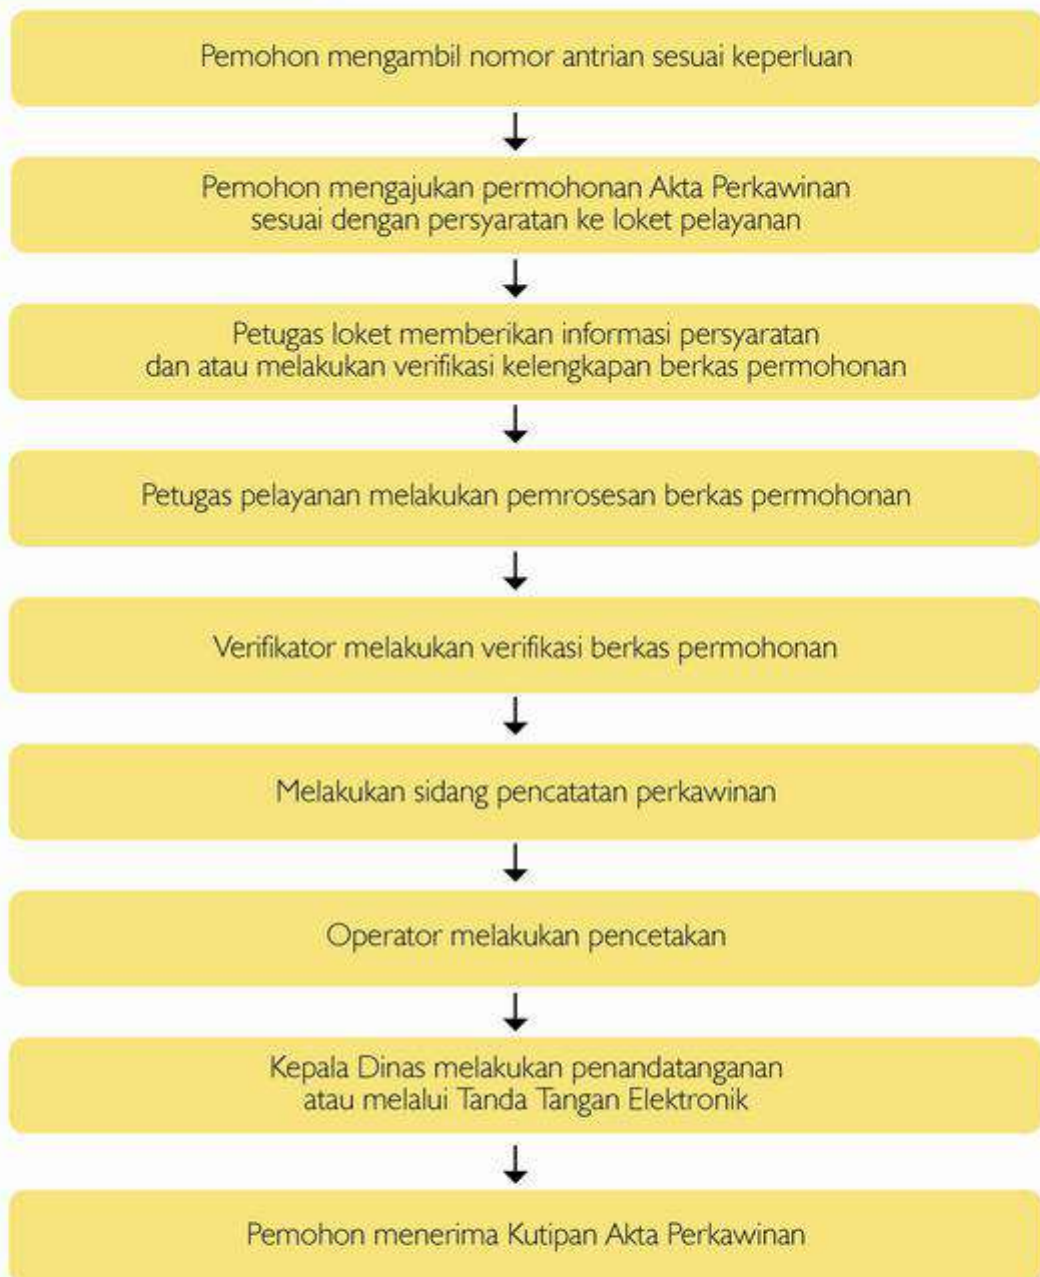 Pemohon mengambil nomor antrian sesuai keperluan
Pemohon mengajukan permohonan Akta Perkawinan
sesuai dengan persyaratan ke loket pelayanan
Petugas loket memberikan informasi persyaratan
dan atau melakukan verifikasi kelengkapan berkas permohonan
Petugas pelayanan melakukan pemrosesan berkas permohonan
Verifikator melakukan verifikasi berkas permohonan
Melakukan sidang pencatatan perkawinan
Operator melakukan pencetakan
Kepala Dinas melakukan penandatanganan
atau melalui Tanda Tangan Elektronik
Pemohon menerima Kutipan Akta Perkawinan